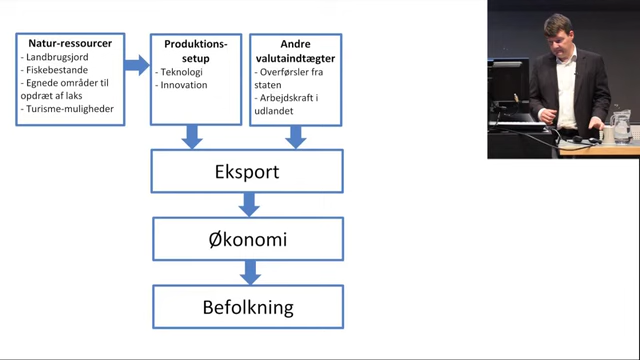 Natur-ressourcer
- Landbrugsjord
- Fiskebestande
- Egnede områder til
opdræt af laks
- Turisme-muligheder
Produktions-
setup
- Teknologi
- Innovation
Andre
valutaindtægter
- Overførsler fra
staten
- Arbejdskraft i
udlandet
Eksport
Økonomi
Befolkning